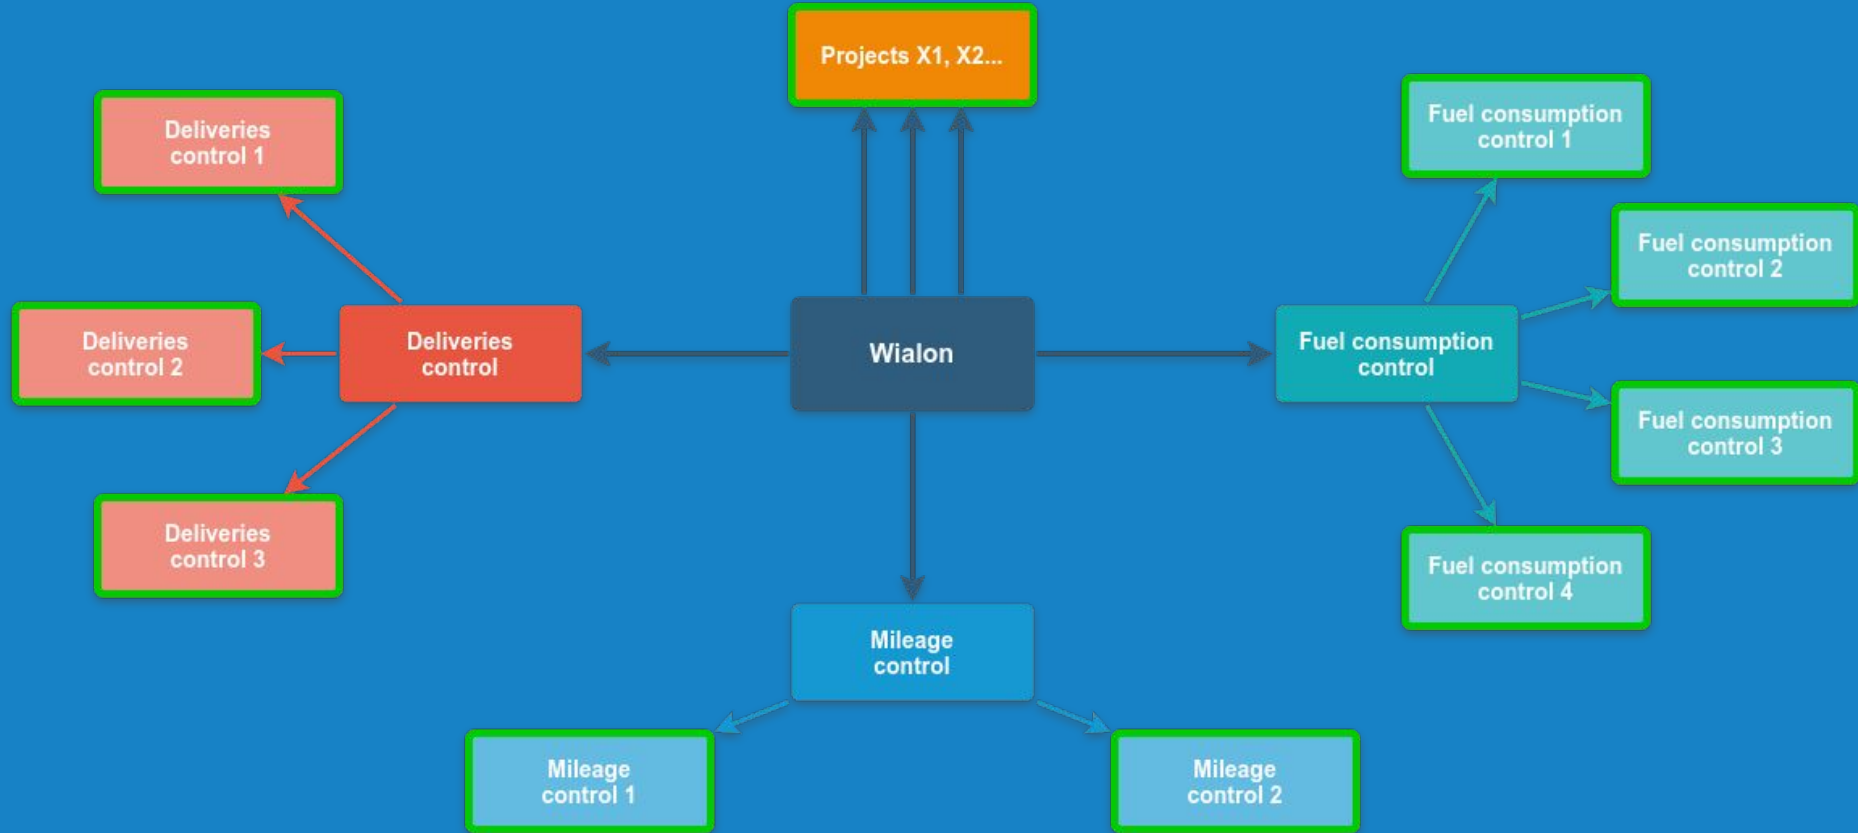 Projects X1, X2...
Deliveries
control 1
Fuel consumption
control 1
Fuel consumption
control 2
Deliveries
control 2
Deliveries
control
Wialon
Fuel consumption
control
Fuel consumption
control 3
Deliveries
control 3
Fuel consumption
control 4
Mileage
control
Mileage
control 1
Mileage
control 2